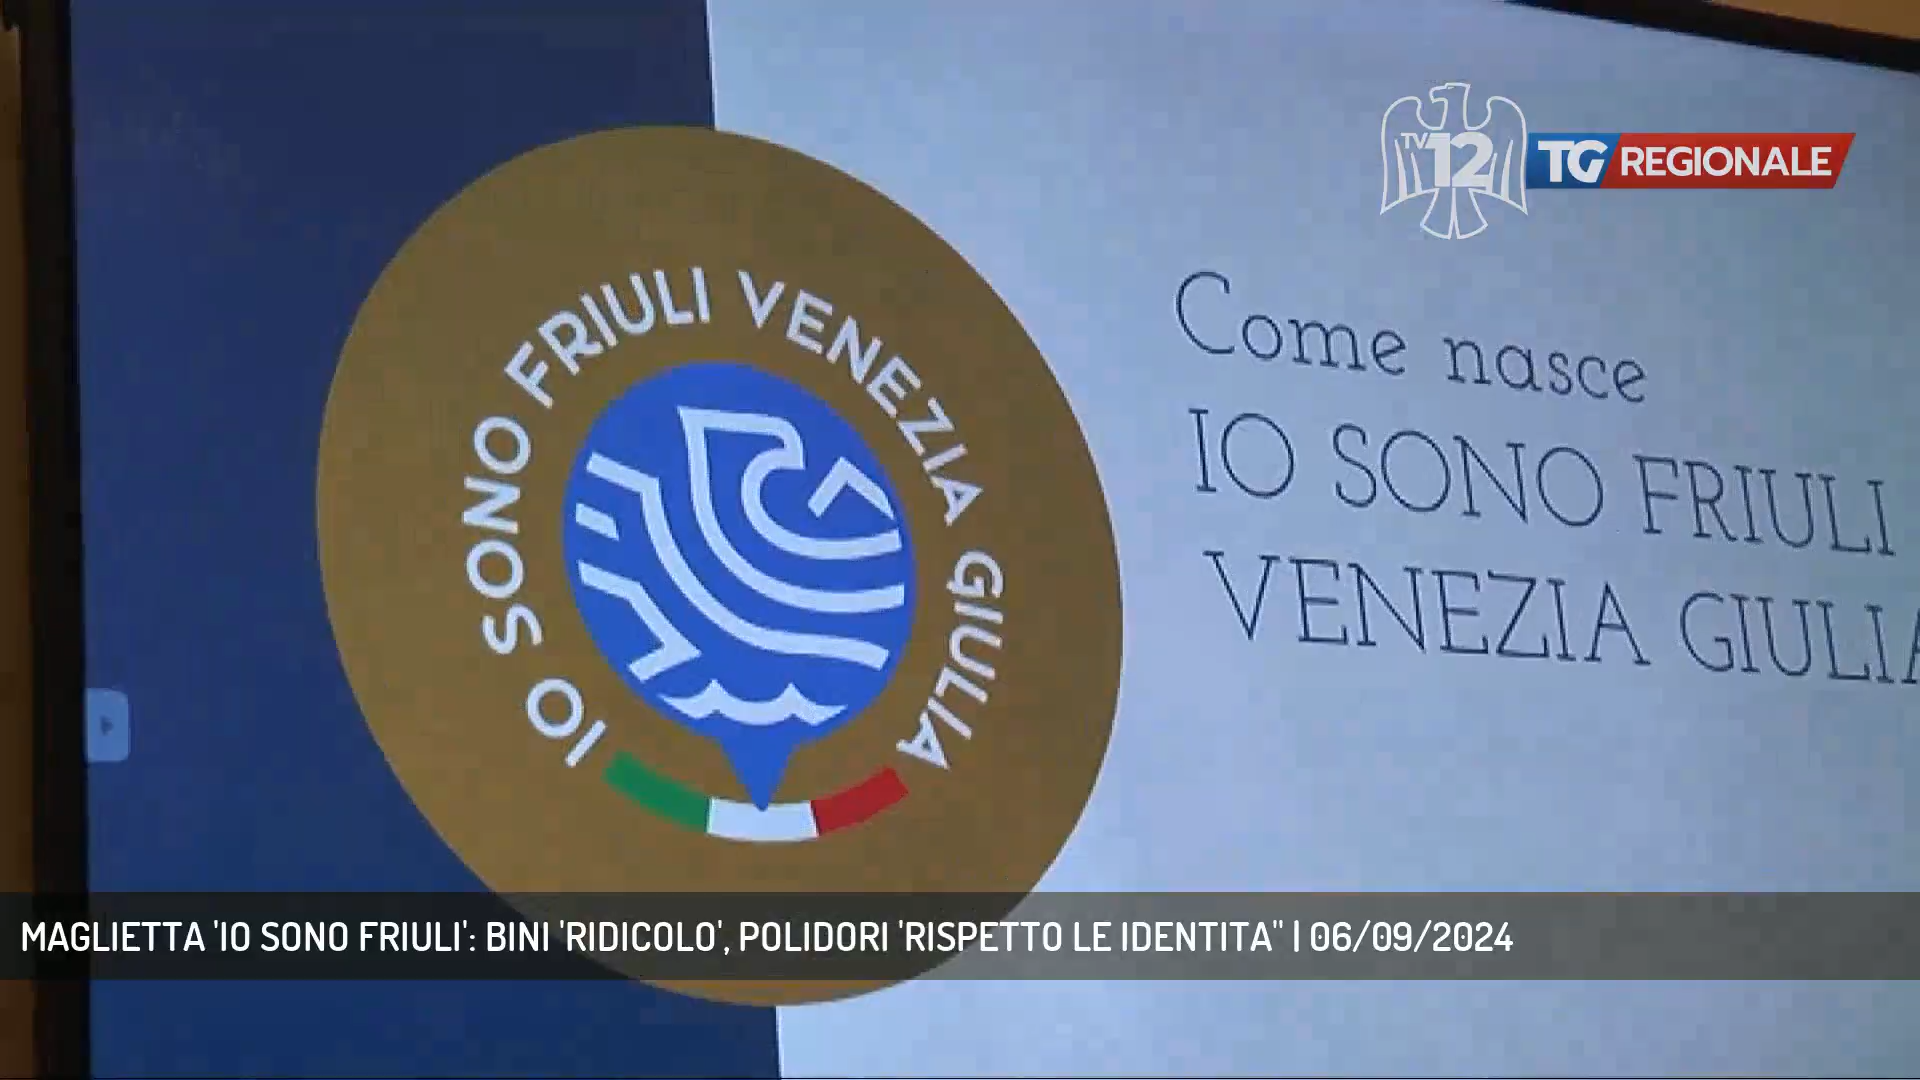 TV 12 TG REGIONALE
IO SONO FRIULI VENEZIA GIULIA
Come nasce
IO SONO FRIULI
VENEZIA GIULIA
MAGLIETTA 'IO SONO FRIULI': BINI 'RIDICOLO', POLIDORI 'RISPETTO LE IDENTITA'' | 06/09/2024